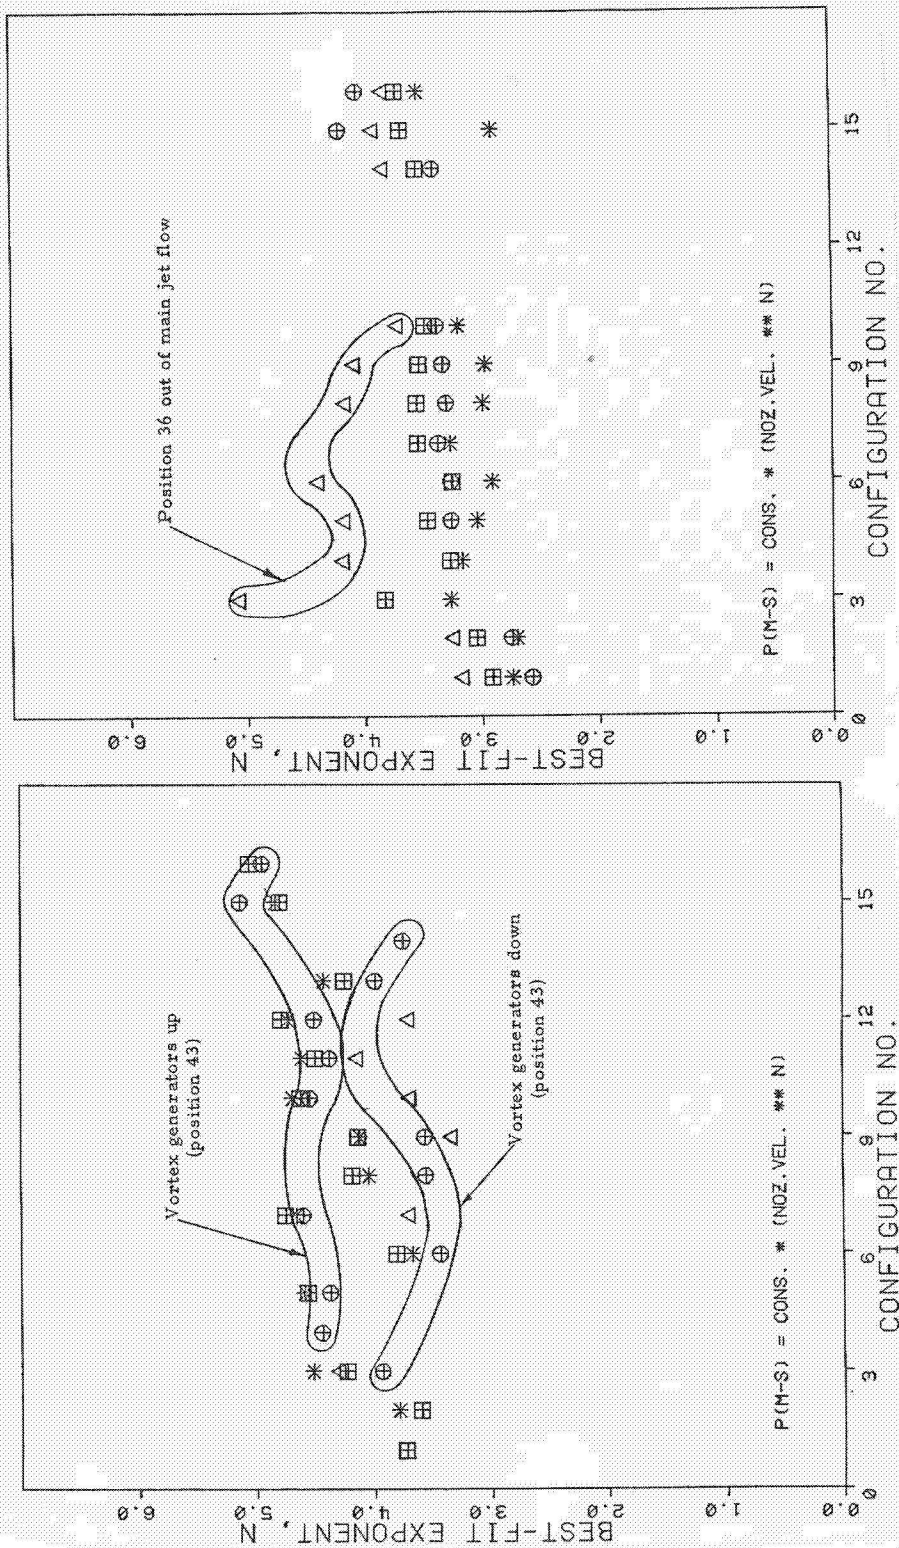 Vortex generators up
(position 43)
Vortex generators down
(position 43)
P(M-S) = CONS. * (NOZ.VEL. ** N)
BEST-FIT EXPONENT, N
6.0
5.0
4.0
3.0
2.0
1.0
0.0
0
3
6
9
12
15
CONFIGURATION NO.
Position 36 out of main jet flow
P(M-S) = CONS. * (NOZ.VEL. ** N)
BEST-FIT EXPONENT, N
6.0
5.0
4.0
3.0
2.0
1.0
0.0
0
3
6
9
12
15
CONFIGURATION NO.